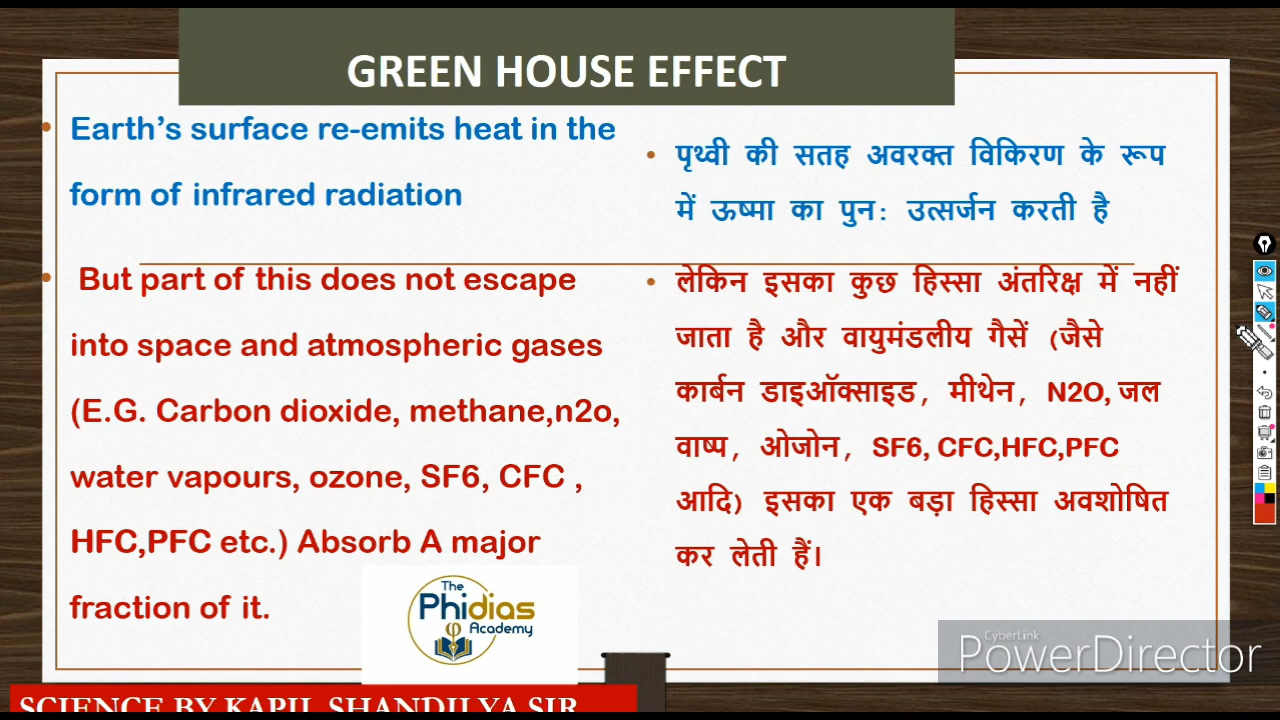 GREEN HOUSE EFFECT
• Earth's surface re-emits heat in the
form of infrared radiation
• But part of this does not escape
into space and atmospheric gases
(E.G. Carbon dioxide, methane,n2o,
water vapours, ozone, SF6, CFC ,
HFC,PFC etc.) Absorb A major
fraction of it.
• पृथ्वी की सतह अवरक्त विकिरण के रूप
में ऊष्मा का पुन: उत्सर्जन करती है
• लेकिन इसका कुछ हिस्सा अंतरिक्ष में नहीं
जाता है और वायुमंडलीय गैसें (जैसे
कार्बन डाइऑक्साइड, मीथेन, N2O, जल
वाष्प, ओजोन, SF6, CFC,HFC,PFC
आदि) इसका एक बड़ा हिस्सा अवशोषित
कर लेती हैं।
The
Phidias
Academy
CyberLink
PowerDirector
SCIENCE BY KAPIL SHANDILYA SIR